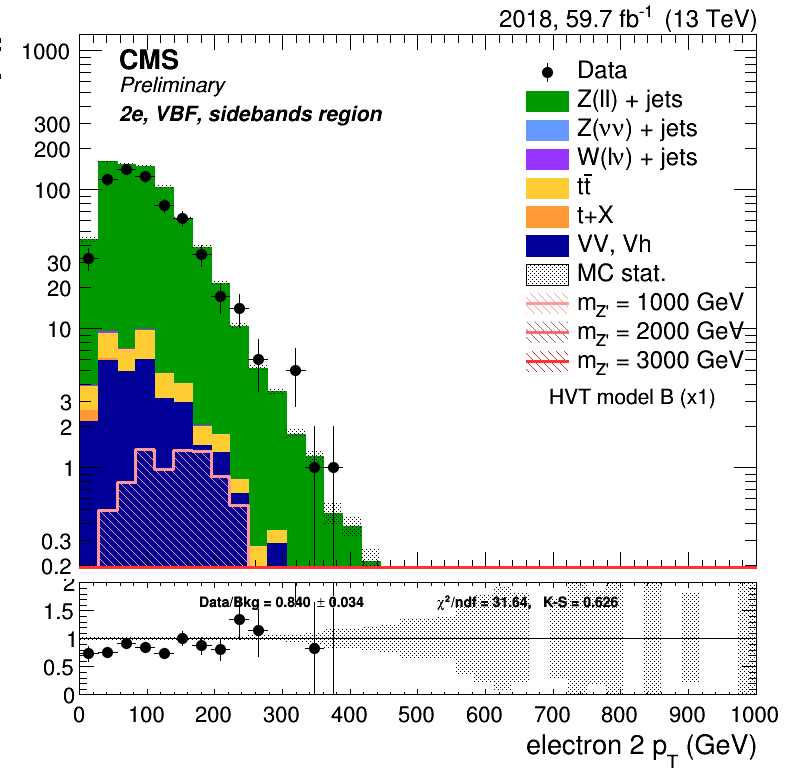 2018, 59.7 fb⁻¹ (13 TeV)
CMS
Preliminary
2e, VBF, sidebands region
Data
Z(ll) + jets
Z(νν) + jets
W(lν) + jets
tt̅
t+X
VV, Vh
MC stat.
m_Z' = 1000 GeV
m_Z' = 2000 GeV
m_Z' = 3000 GeV
HVT model B (x1)
1000
300
200
100
30
20
10
3
2
1
0.3
0.2
Data/Bkg = 0.840 ± 0.034
χ²/ndf = 31.64, K-S = 0.626
2
1.5
1
0.5
0
0 100 200 300 400 500 600 700 800 900 1000
electron 2 p_T (GeV)